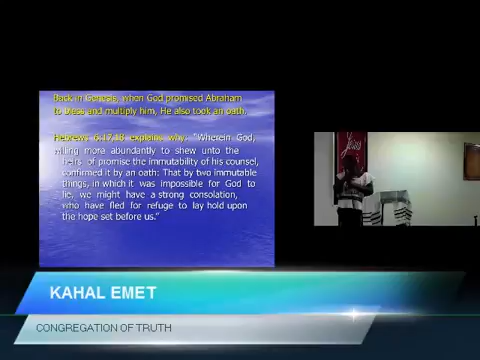 Back in Genesis, when God promised Abraham
to bless and multiply him, He also took an oath.
Hebrews 6:17,18 explains why: "Wherein God,
willing more abundantly to shew unto the
heirs of promise the immutability of his counsel,
confirmed it by an oath: That by two immutable
things, in which it was impossible for God to
lie, we might have a strong consolation,
who have fled for refuge to lay hold upon
the hope set before us."
Jesus
KAHAL EMET
CONGREGATION OF TRUTH